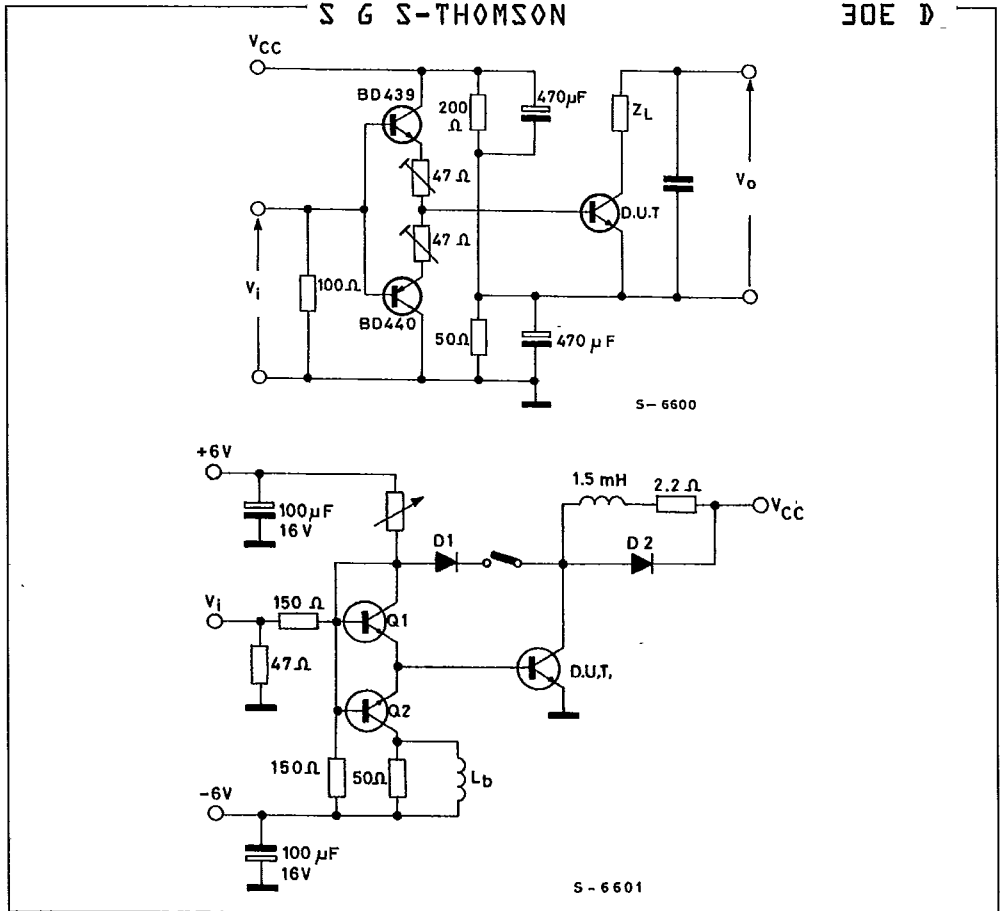 S G S-THOMSON 30E D
VCC
BD439
200
Ω
470μF
ZL
47 Ω
Vo
D.U.T
47 Ω
Vi
100Ω
BD440
50Ω
470 μF
S-6600
+6V
1.5 mH
2.2 Ω
VCC
100μF
16V
D1
D2
Vi
150 Ω
Q1
47Ω
D.U.T.
Q2
150Ω
50Ω
Lb
-6V
100 μF
16V
S-6601